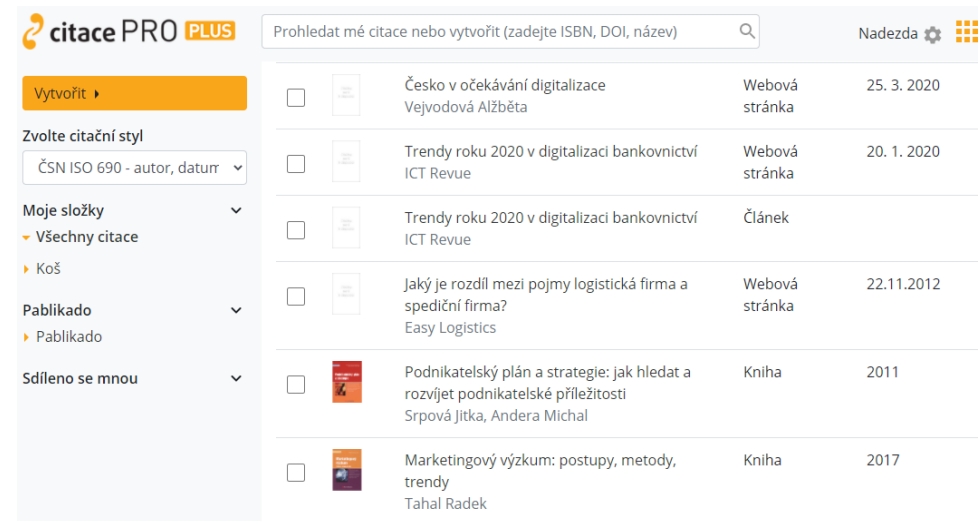 citace PRO PLUS
Prohledat mé citace nebo vytvořit (zadejte ISBN, DOI, název)
Nadezda
Vytvořit
Zvolte citační styl
ČSN ISO 690 - autor, datum
Moje složky
Všechny citace
Koš
Pablikado
Pablikado
Sdíleno se mnou
Česko v očekávání digitalizace
Vejvodová Alžběta
Webová
stránka
25. 3. 2020
Trendy roku 2020 v digitalizaci bankovnictví
ICT Revue
Webová
stránka
20. 1. 2020
Trendy roku 2020 v digitalizaci bankovnictví
ICT Revue
Článek
Jaký je rozdíl mezi pojmy logistická firma a
spediční firma?
Easy Logistics
Webová
stránka
22.11.2012
Podnikatelský plán a strategie: jak hledat a
rozvíjet podnikatelské příležitosti
Srpová Jitka, Andera Michal
Kniha
2011
Marketingový výzkum: postupy, metody,
trendy
Tahal Radek
Kniha
2017